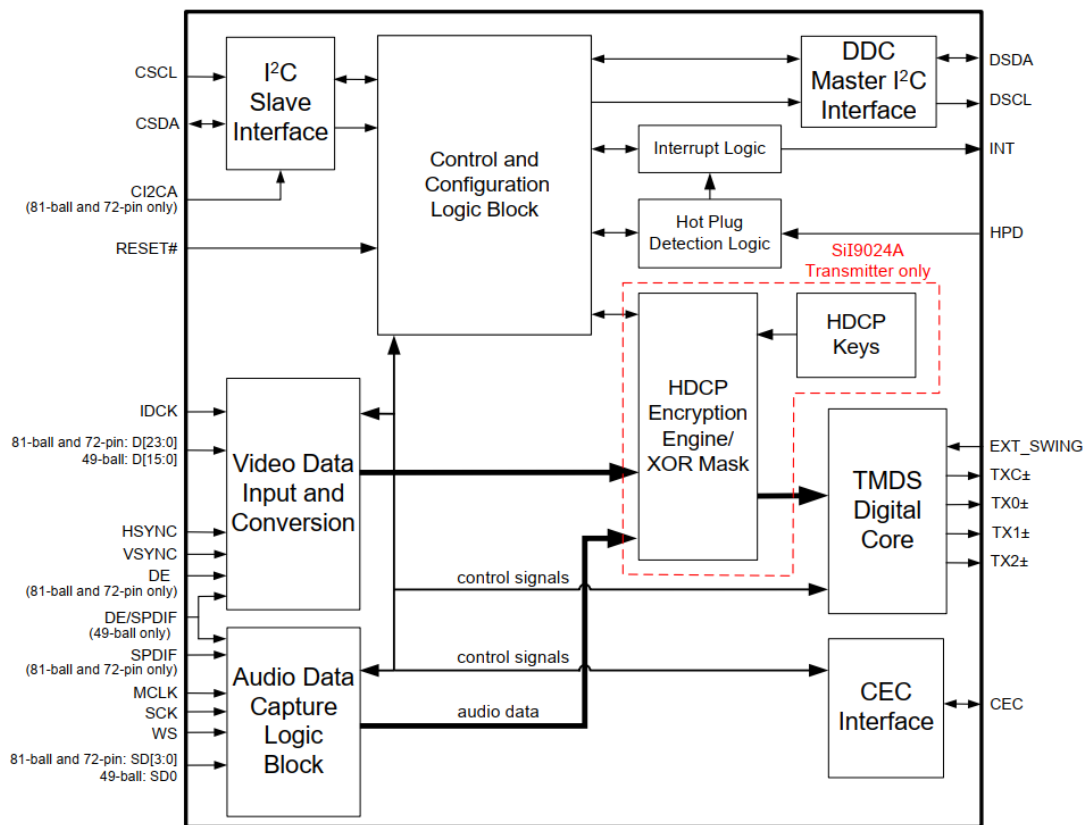 CSCL
CSDA
CI2CA
(81-ball and 72-pin only)
RESET#
I²C
Slave
Interface
Control and
Configuration
Logic Block
DDC
Master I²C
Interface
DSDA
DSCL
Interrupt Logic
INT
Hot Plug
Detection Logic
HPD
SiI9024A
Transmitter only
HDCP
Keys
HDCP
Encryption
Engine/
XOR Mask
IDCK
81-ball and 72-pin: D[23:0]
49-ball: D[15:0]
HSYNC
VSYNC
DE
(81-ball and 72-pin only)
DE/SPDIF
(49-ball only)
SPDIF
(81-ball and 72-pin only)
MCLK
SCK
WS
81-ball and 72-pin: SD[3:0]
49-ball: SD0
Video Data
Input and
Conversion
Audio Data
Capture
Logic
Block
control signals
control signals
audio data
TMDS
Digital
Core
EXT_SWING
TXC±
TX0±
TX1±
TX2±
CEC
Interface
CEC